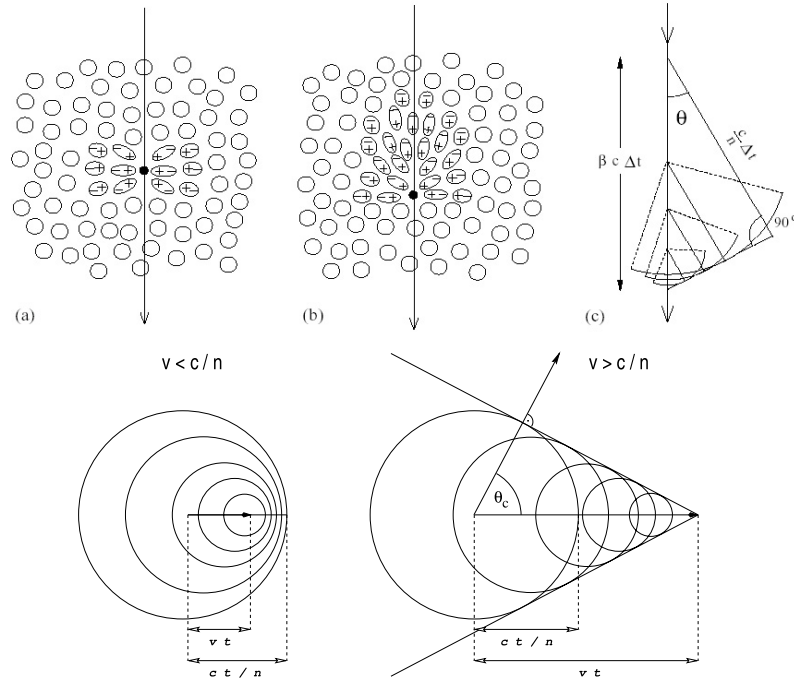 θ
β c Δt
c/n Δt
90°
(a)
(b)
(c)
v < c / n
v > c / n
θc
v t
c t / n
c t / n
v t